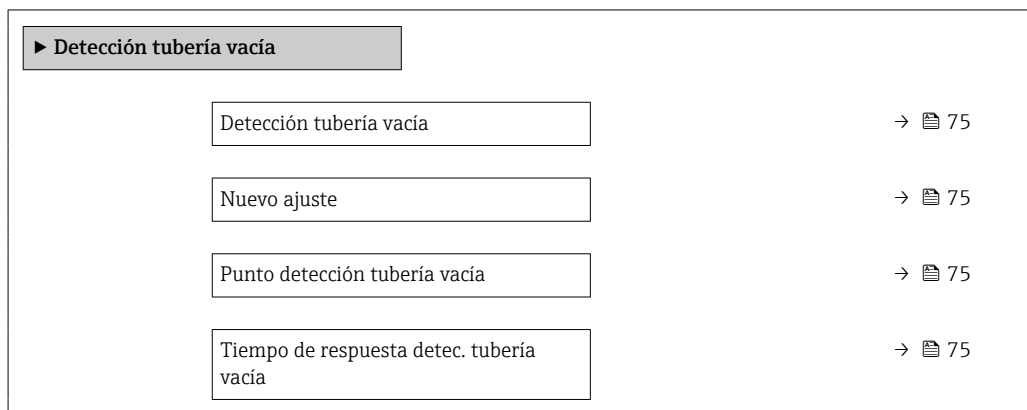 ▶ Detección tubería vacía
Detección tubería vacía → 75
Nuevo ajuste → 75
Punto detección tubería vacía → 75
Tiempo de respuesta detec. tubería → 75
vacía